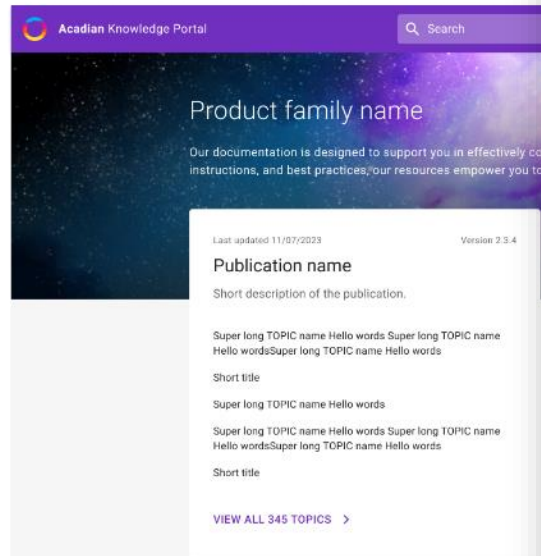 Acadian Knowledge Portal
Search
Product family name
Our documentation is designed to support you in effectively
instructions, and best practices, our resources empower you
Last updated 11/07/2023
Version 2.3.4
Publication name
Short description of the publication.
Super long TOPIC name Hello words Super long TOPIC name
Hello wordsSuper long TOPIC name Hello words
Short title
Super long TOPIC name Hello words
Super long TOPIC name Hello words Super long TOPIC name
Hello wordsSuper long TOPIC name Hello words
Short title
VIEW ALL 345 TOPICS